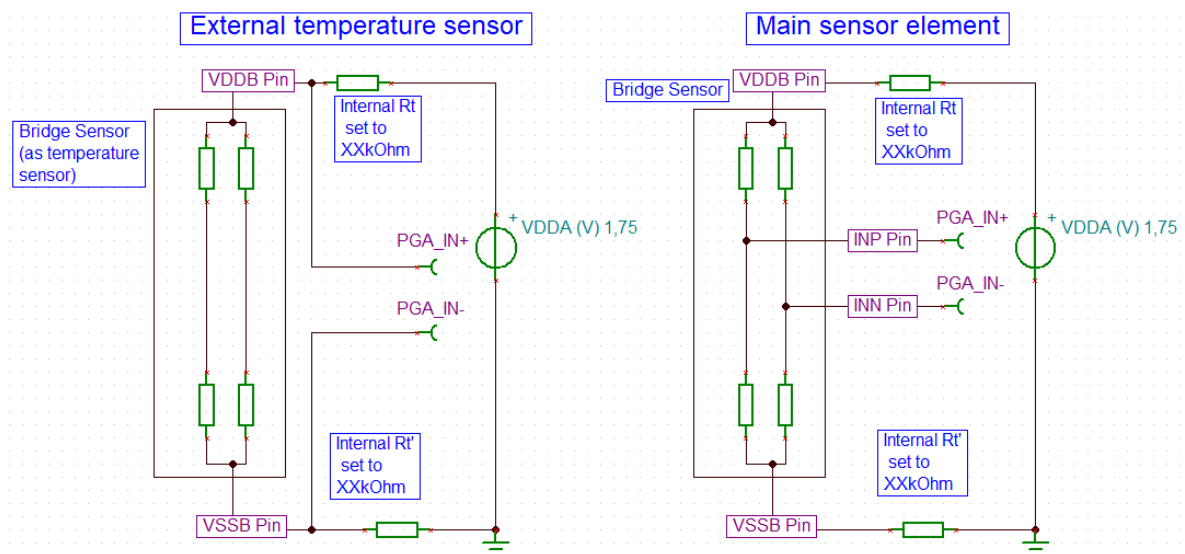 External temperature sensor
VDDB Pin
Internal Rt
set to
XXkOhm
Bridge Sensor
(as temperature
sensor)
+
VDDA (V) 1,75
PGA_IN+
PGA_IN-
Internal Rt'
set to
XXkOhm
VSSB Pin
Main sensor element
VDDB Pin
Bridge Sensor
Internal Rt
set to
XXkOhm
PGA_IN+
INP Pin
+
VDDA (V) 1,75
PGA_IN-
INN Pin
Internal Rt'
set to
XXkOhm
VSSB Pin